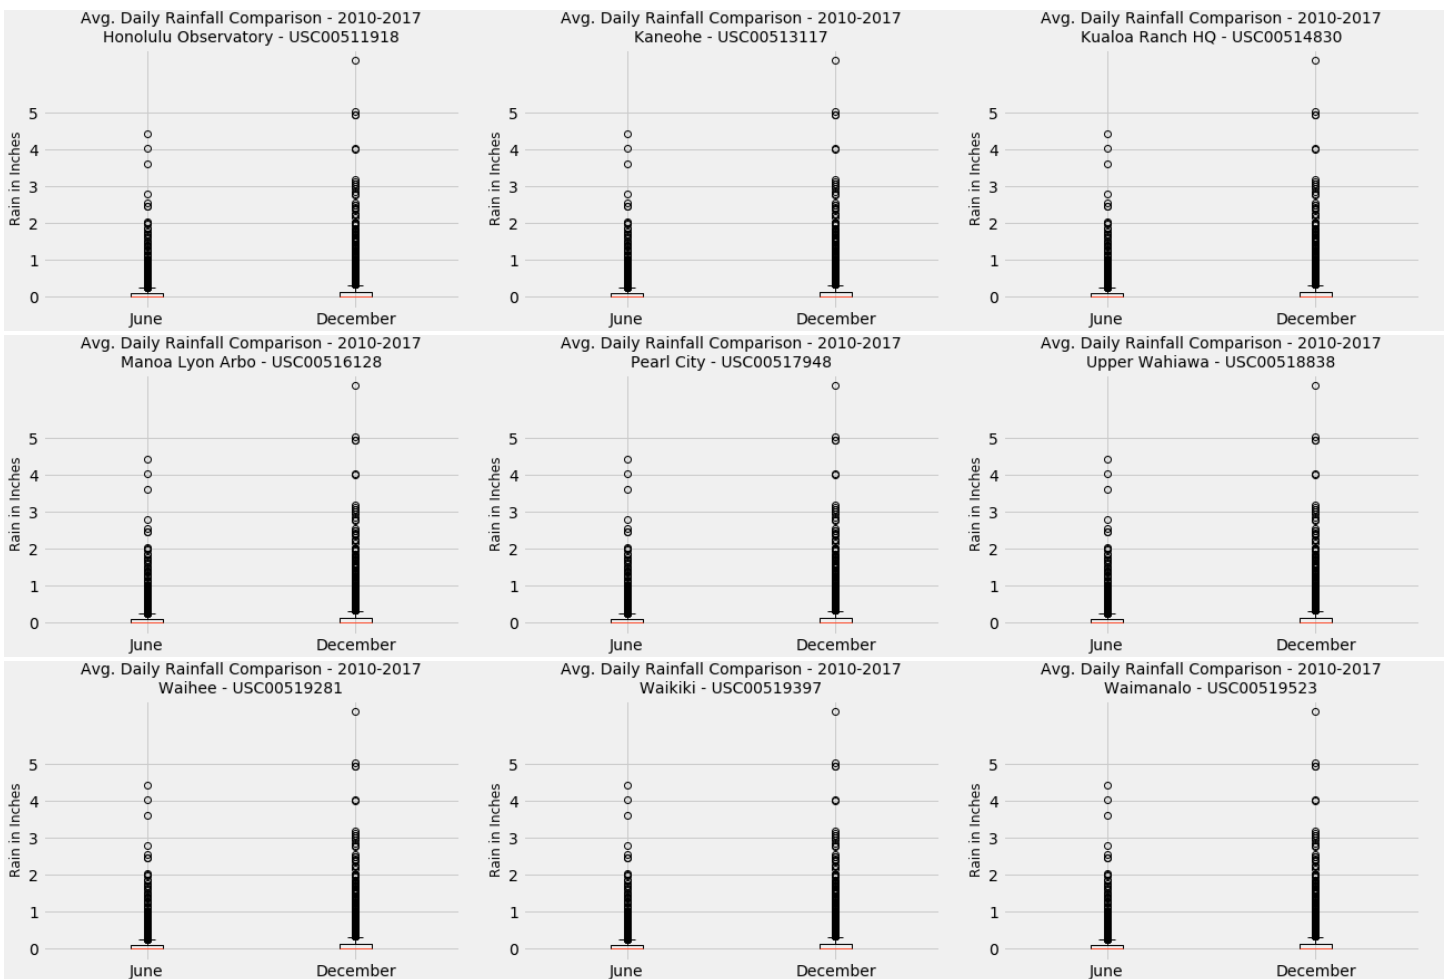 Avg. Daily Rainfall Comparison - 2010-2017
Honolulu Observatory - USC00511918
Rain in Inches
5
4
3
2
1
0
June
December
Avg. Daily Rainfall Comparison - 2010-2017
Kaneohe - USC00513117
Rain in Inches
5
4
3
2
1
0
June
December
Avg. Daily Rainfall Comparison - 2010-2017
Kualoa Ranch HQ - USC00514830
Rain in Inches
5
4
3
2
1
0
June
December
Avg. Daily Rainfall Comparison - 2010-2017
Manoa Lyon Arbo - USC00516128
Rain in Inches
5
4
3
2
1
0
June
December
Avg. Daily Rainfall Comparison - 2010-2017
Pearl City - USC00517948
Rain in Inches
5
4
3
2
1
0
June
December
Avg. Daily Rainfall Comparison - 2010-2017
Upper Wahiawa - USC00518838
Rain in Inches
5
4
3
2
1
0
June
December
Avg. Daily Rainfall Comparison - 2010-2017
Waihee - USC00519281
Rain in Inches
5
4
3
2
1
0
June
December
Avg. Daily Rainfall Comparison - 2010-2017
Waikiki - USC00519397
Rain in Inches
5
4
3
2
1
0
June
December
Avg. Daily Rainfall Comparison - 2010-2017
Waimanalo - USC00519523
Rain in Inches
5
4
3
2
1
0
June
December